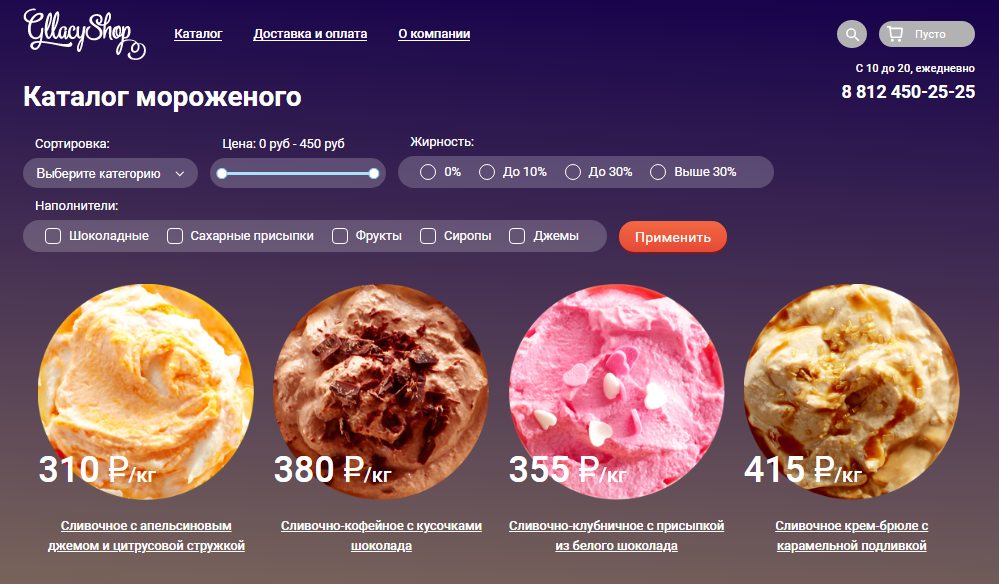 GllacyShop
Каталог
Доставка и оплата
О компании
Пусто
С 10 до 20, ежедневно
8 812 450-25-25
Каталог мороженого
Сортировка:
Цена: 0 руб - 450 руб
Жирность:
Выберите категорию
0%
До 10%
До 30%
Выше 30%
Наполнители:
Шоколадные
Сахарные присыпки
Фрукты
Сиропы
Джемы
Применить
310 ₽/кг
380 ₽/кг
355 ₽/кг
415 ₽/кг
Сливочное с апельсиновым
джемом и цитрусовой стружкой
Сливочно-кофейное с кусочками
шоколада
Сливочно-клубничное с присыпкой
из белого шоколада
Сливочное крем-брюле с
карамельной подливкой